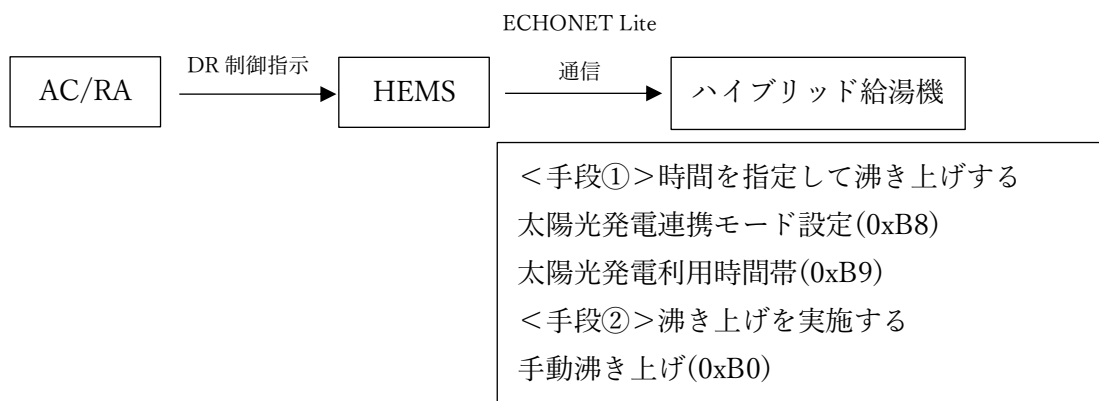 ECHONET Lite
AC/RA
DR 制御指示
HEMS
通信
ハイブリッド給湯機
＜手段①＞時間を指定して沸き上げする
太陽光発電連携モード設定(0xB8)
太陽光発電利用時間帯(0xB9)
＜手段②＞沸き上げを実施する
手動沸き上げ(0xB0)